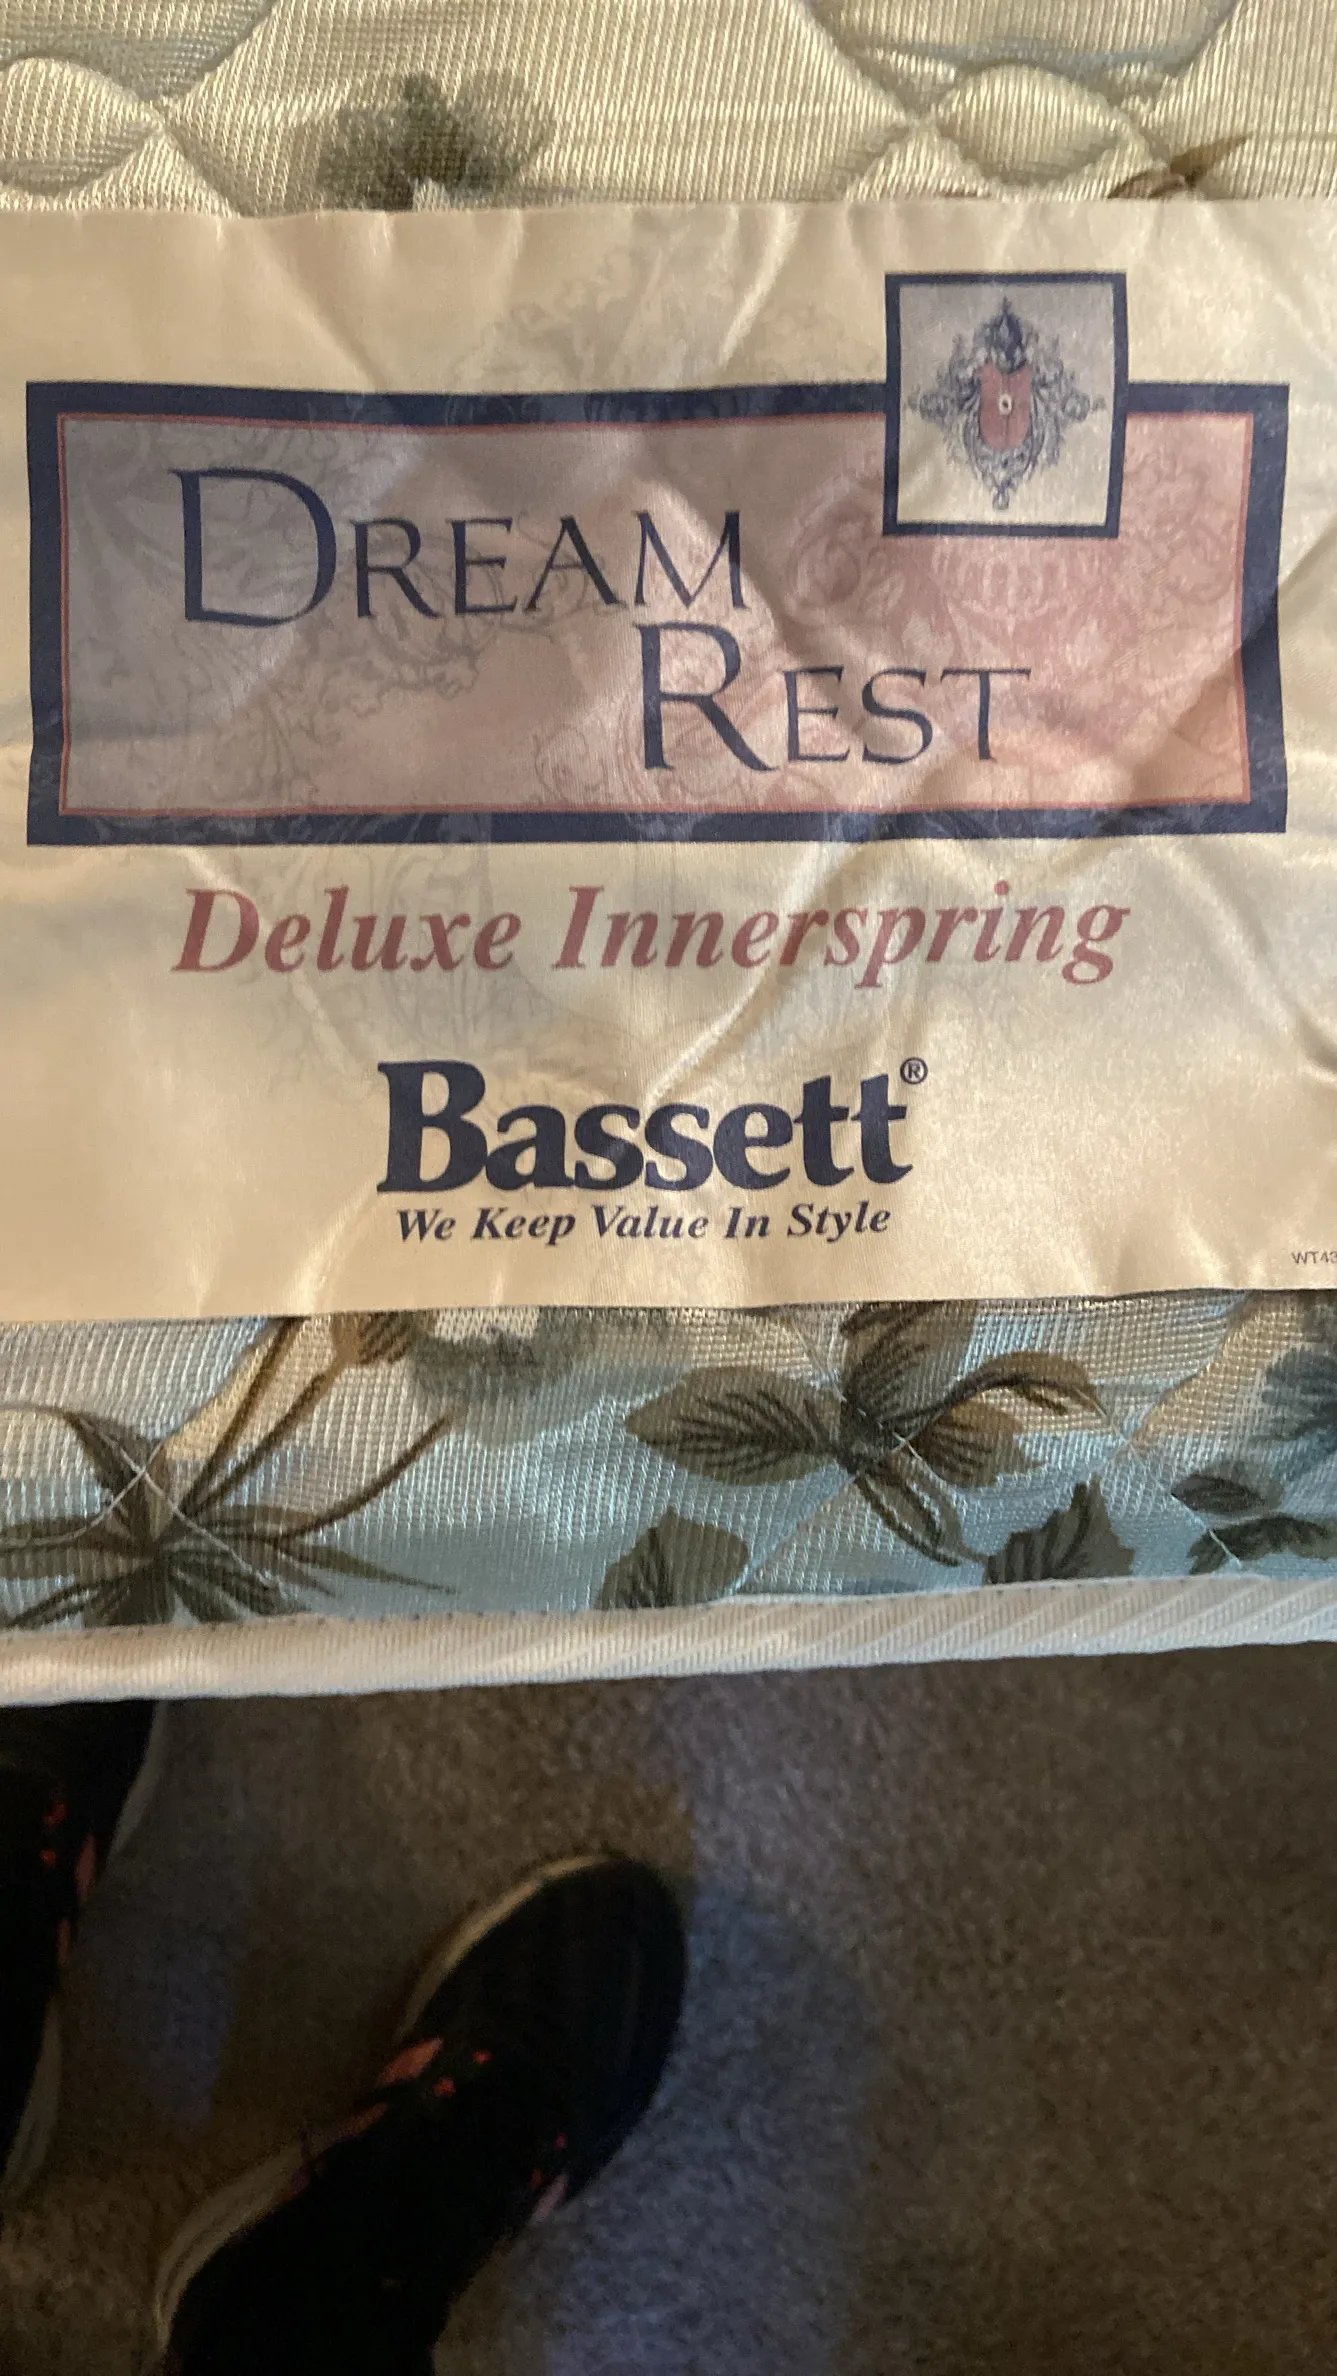 DREAM
REST
Deluxe Innerspring
Bassett®
We Keep Value In Style